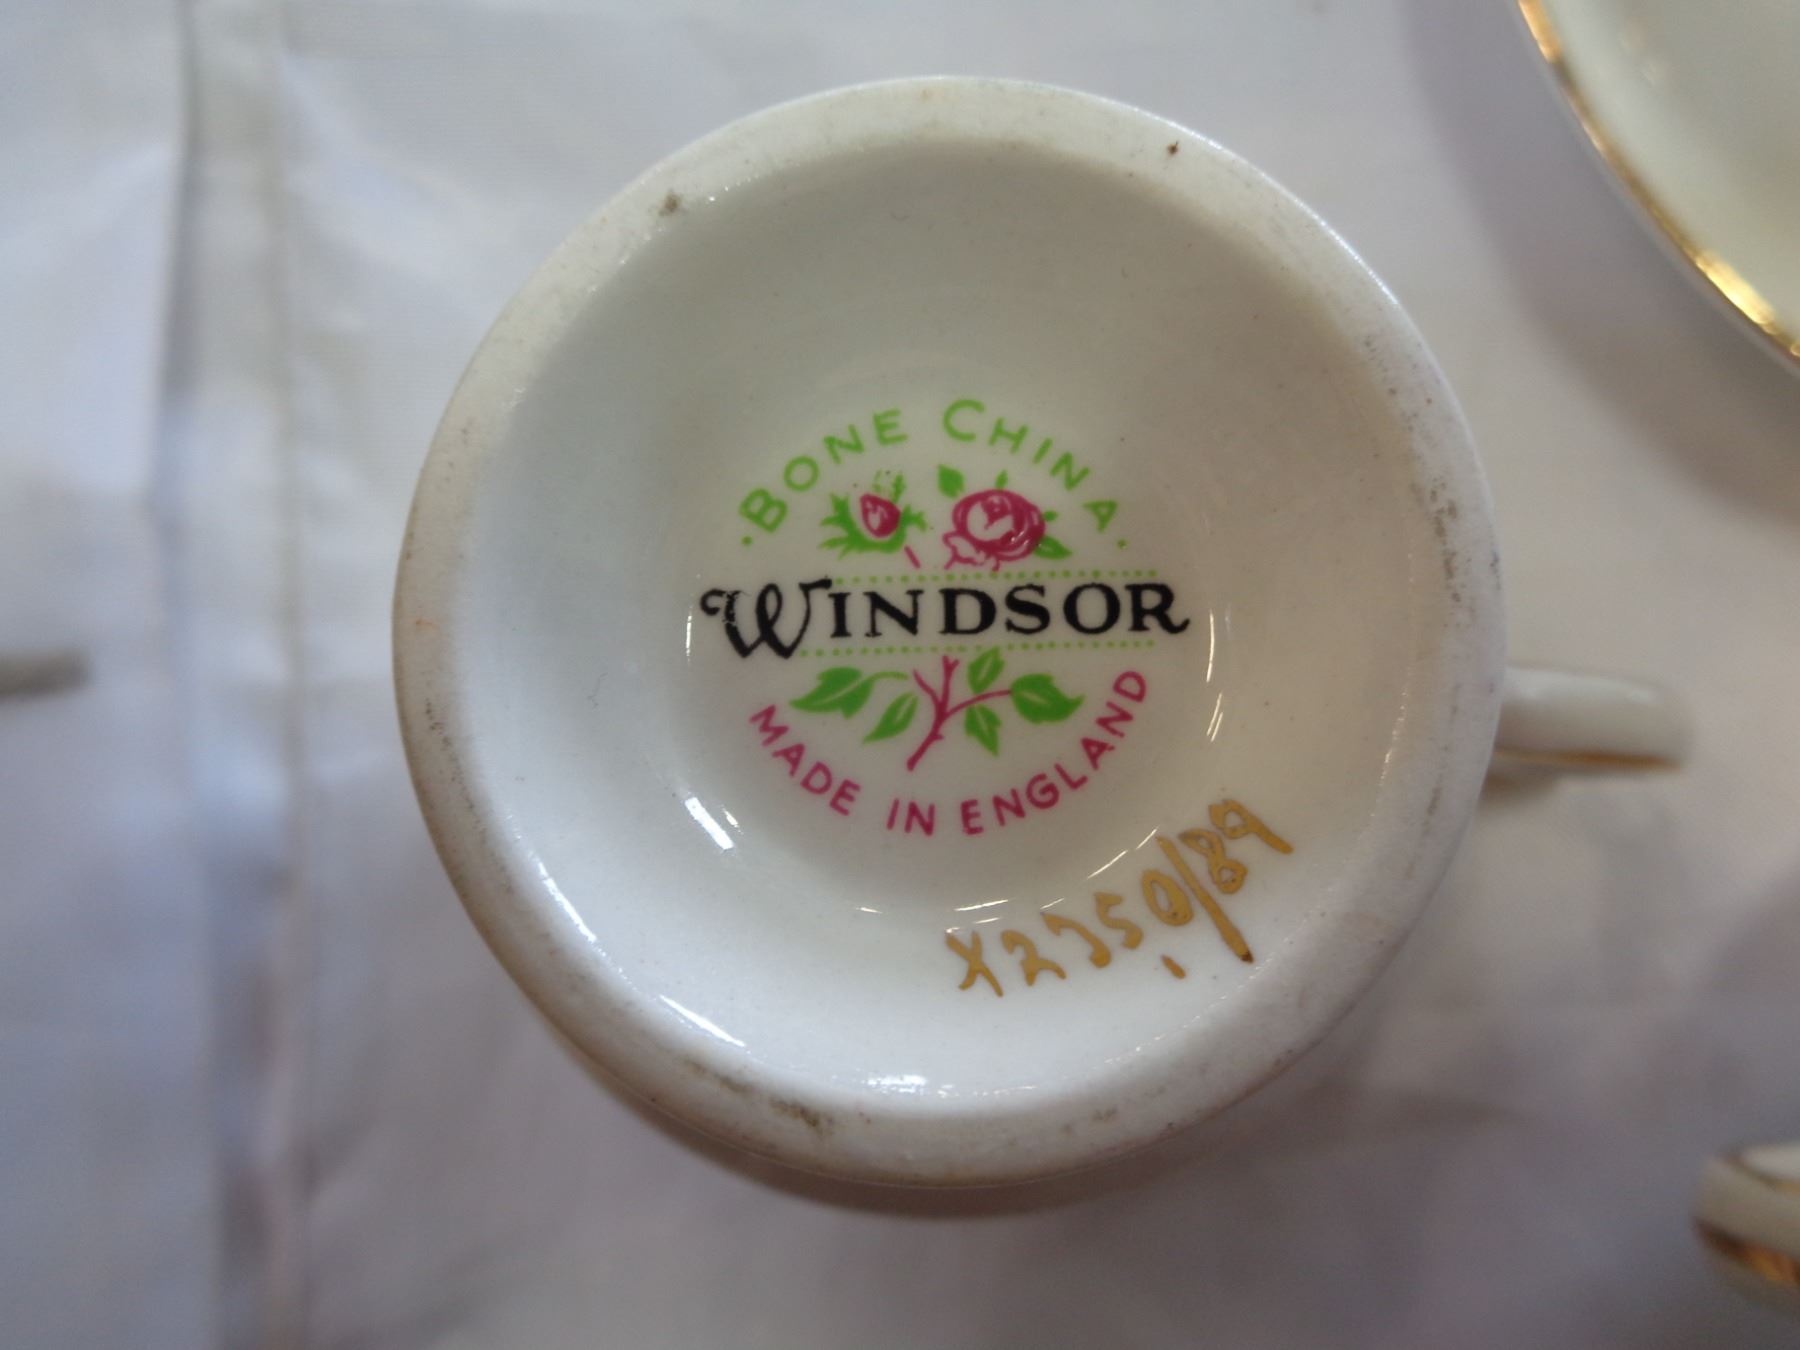 · BONE CHINA ·
WINDSOR
MADE IN ENGLAND
X2250/89